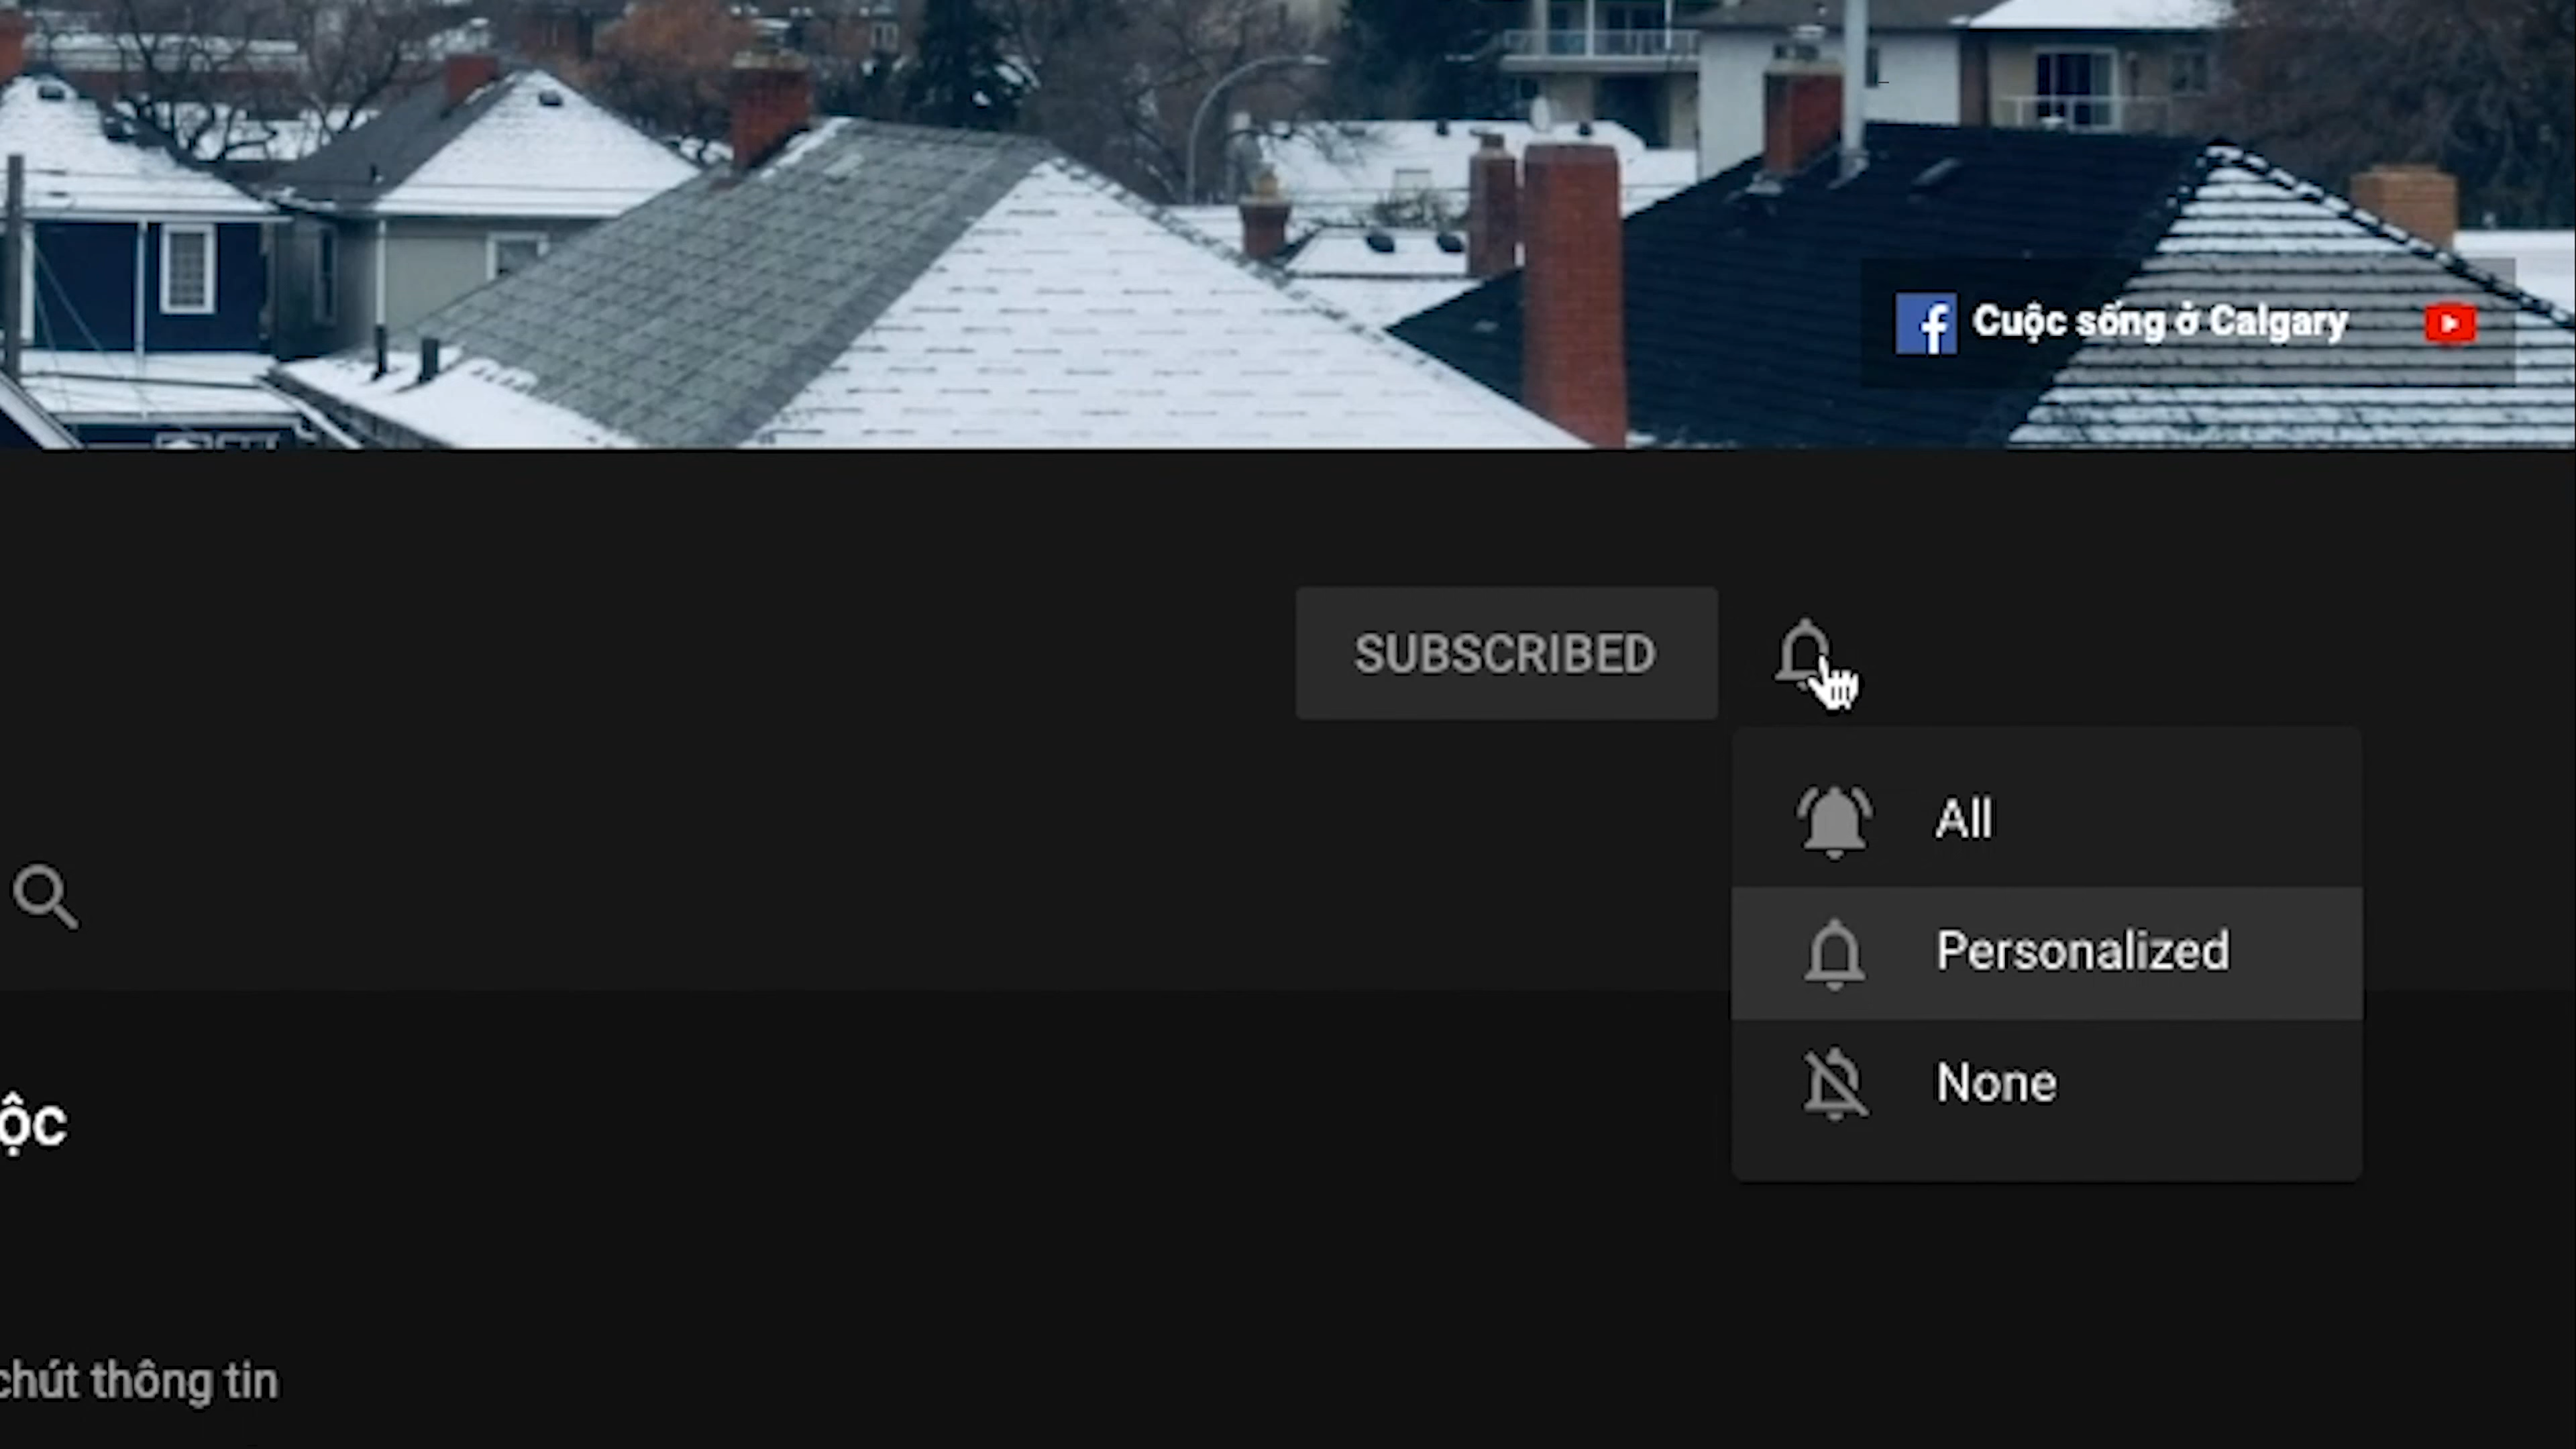 Cuộc sống ở Calgary
SUBSCRIBED
All
Personalized
None
ộc
chút thông tin